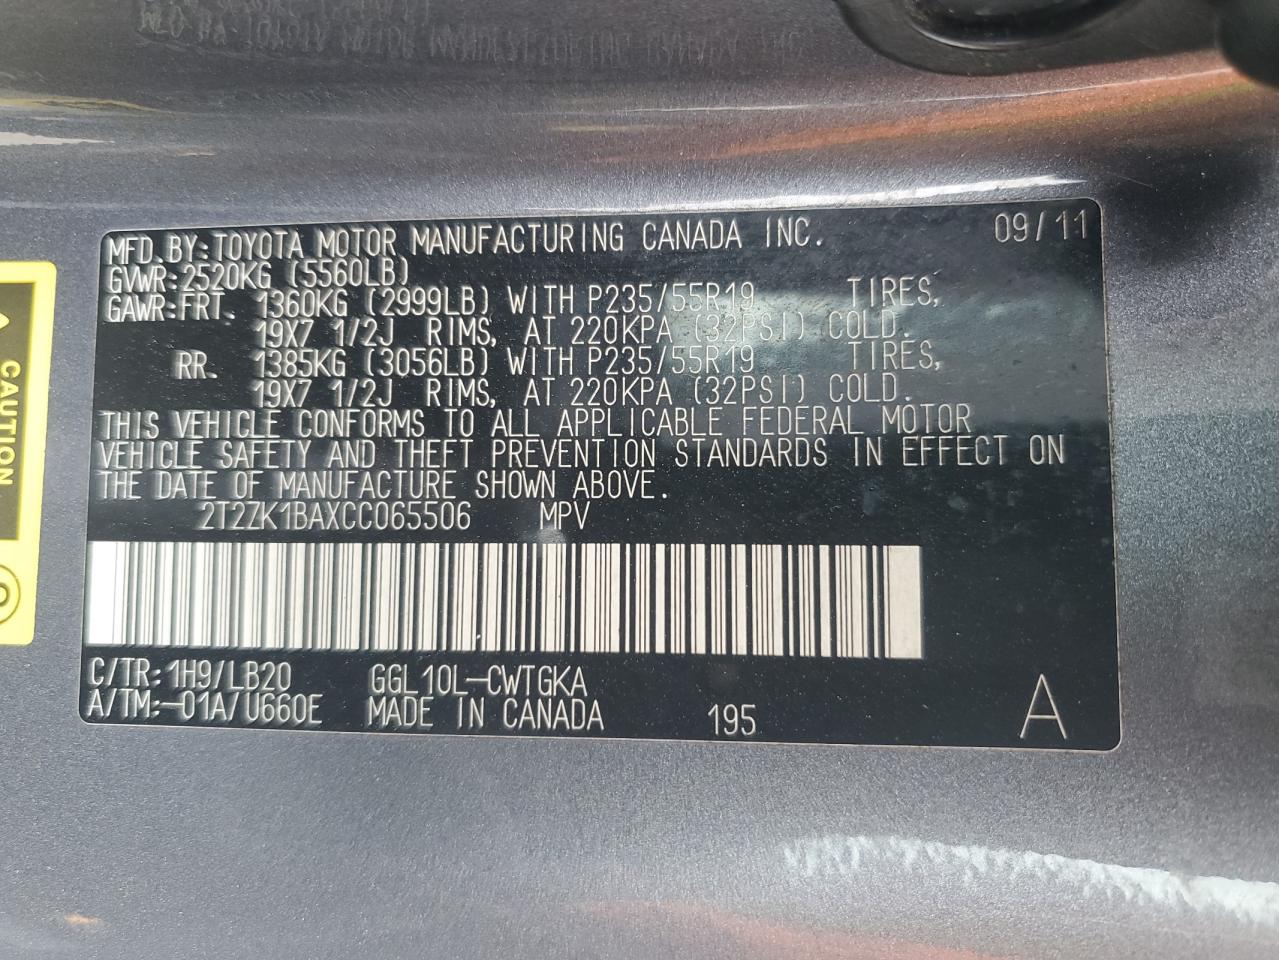 MFD.BY:TOYOTA MOTOR MANUFACTURING CANADA INC. 09/11
GVWR:2520KG (5560LB)
GAWR:FRT. 1360KG (2999LB) WITH P235/55R19 TIRES,
19X7 1/2J RIMS, AT 220KPA (32PSI) COLD.
RR. 1385KG (3056LB) WITH P235/55R19 TIRES,
19X7 1/2J RIMS, AT 220KPA (32PSI) COLD.
THIS VEHICLE CONFORMS TO ALL APPLICABLE FEDERAL MOTOR
VEHICLE SAFETY AND THEFT PREVENTION STANDARDS IN EFFECT ON
THE DATE OF MANUFACTURE SHOWN ABOVE.
2T2ZK1BAXCC065506 MPV
C/TR:1H9/LB20 GGL10L-CWTGKA
A/TM:-01A/U660E MADE IN CANADA 195 A
CAUTION